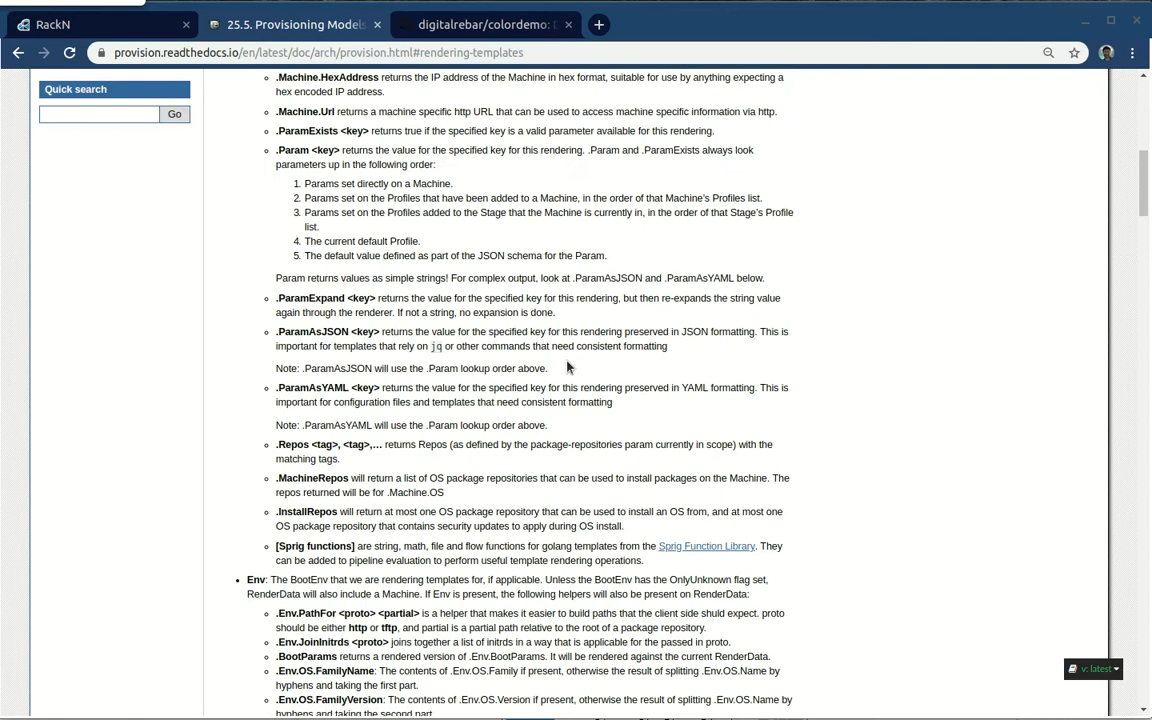 RackN
25.5. Provisioning Models
digitalrebar/colordemo: D
provision.readthedocs.io/en/latest/doc/arch/provision.html#rendering-templates
Quick search
Go
.Machine.HexAddress returns the IP address of the Machine in hex format, suitable for use by anything expecting a
hex encoded IP address.
.Machine.Url returns a machine specific http URL that can be used to access machine specific information via http.
.ParamExists <key> returns true if the specified key is a valid parameter available for this rendering.
.Param <key> returns the value for the specified key for this rendering. .Param and .ParamExists always look
parameters up in the following order:
1. Params set directly on a Machine.
2. Params set on the Profiles that have been added to a Machine, in the order of that Machine's Profiles list.
3. Params set on the Profiles added to the Stage that the Machine is currently in, in the order of that Stage's Profile
list.
4. The current default Profile.
5. The default value defined as part of the JSON schema for the Param.
Param returns values as simple strings! For complex output, look at .ParamAsJSON and .ParamAsYAML below.
.ParamExpand <key> returns the value for the specified key for this rendering, but then re-expands the string value
again through the renderer. If not a string, no expansion is done.
.ParamAsJSON <key> returns the value for the specified key for this rendering preserved in JSON formatting. This is
important for templates that rely on jq or other commands that need consistent formatting
Note: .ParamAsJSON will use the .Param lookup order above.
.ParamAsYAML <key> returns the value for the specified key for this rendering preserved in YAML formatting. This is
important for configuration files and templates that need consistent formatting
Note: .ParamAsYAML will use the .Param lookup order above.
.Repos <tag>, <tag>,... returns Repos (as defined by the package-repositories param currently in scope) with the
matching tags.
.MachineRepos will return a list of OS package repositories that can be used to install packages on the Machine. The
repos returned will be for .Machine.OS
.InstallRepos will return at most one OS package repository that can be used to install an OS from, and at most one
OS package repository that contains security updates to apply during OS install.
[Sprig functions] are string, math, file and flow functions for golang templates from the Sprig Function Library. They
can be added to pipeline evaluation to perform useful template rendering operations.
Env: The BootEnv that we are rendering templates for, if applicable. Unless the BootEnv has the OnlyUnknown flag set,
RenderData will also include a Machine. If Env is present, the following helpers will also be present on RenderData:
.Env.PathFor <proto> <partial> is a helper that makes it easier to build paths that the client side shuld expect. proto
should be either http or tftp, and partial is a partial path relative to the root of a package repository.
.Env.JoinInitrds <proto> joins together a list of initrds in a way that is applicable for the passed in proto.
.BootParams returns a rendered version of .Env.BootParams. It will be rendered against the current RenderData.
.Env.OS.FamilyName: The contents of .Env.OS.Family if present, otherwise the result of splitting .Env.OS.Name by
hyphens and taking the first part.
.Env.OS.FamilyVersion: The contents of .Env.OS.Version if present, otherwise the result of splitting .Env.OS.Name by
hyphens and taking the second part.
v: latest